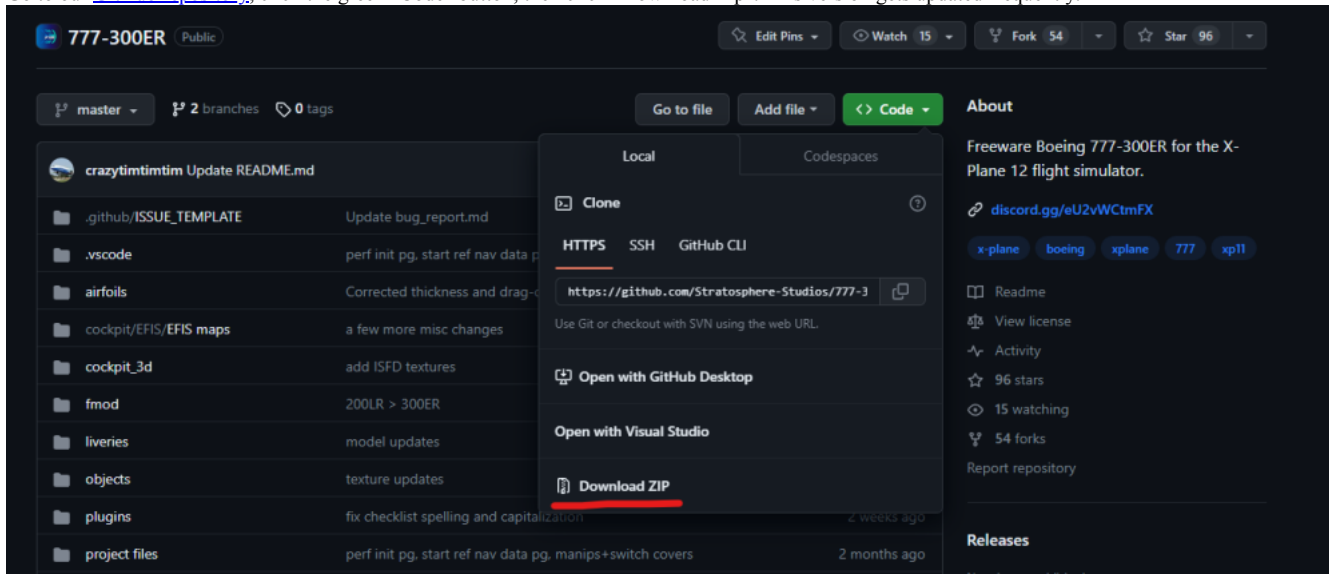 777-300ER Public
Edit Pins Watch 15 Fork 54 Star 96
master 2 branches 0 tags Go to file Add file <> Code
Local Codespaces
Clone
HTTPS SSH GitHub CLI
https://github.com/Stratosphere-Studios/777-3
Use Git or checkout with SVN using the web URL.
Open with GitHub Desktop
Open with Visual Studio
Download ZIP
crazytimtimtim Update README.md
.github/ISSUE_TEMPLATE Update bug_report.md
.vscode perf init pg, start ref nav data p
airfoils Corrected thickness and drag-
cockpit/EFIS/EFIS maps a few more misc changes
cockpit_3d add ISFD textures
fmod 200LR > 300ER
liveries model updates
objects texture updates
plugins fix checklist spelling and capitalization 2 weeks ago
project files perf init pg, start ref nav data pg, manips+switch covers 2 months ago
About
Freeware Boeing 777-300ER for the X-
Plane 12 flight simulator.
discord.gg/eU2vWCtmFX
x-plane boeing xplane 777 xp11
Readme
View license
Activity
96 stars
15 watching
54 forks
Report repository
Releases